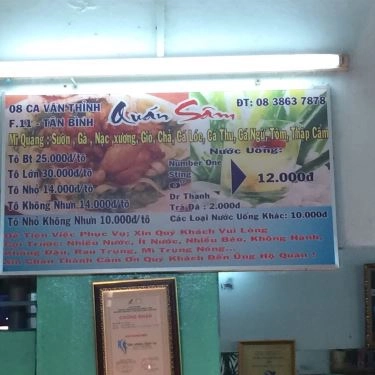 08 CA VĂN THỈNH
F.11 - TÂN BÌNH
Quán Sâm
ĐT: 08 3863 7878
Mì Quảng : Sườn , Gà , Nạc ,xương, Giò, Chả, Cá Lóc, Cá Thu, Cá Ngừ, Tôm, Thập Cẩm
Tô Bt 25.000đ/tô
Tô Lớn 30.000đ/tô
Tô Nhỏ 14.000đ/tô
Tô Không Nhưn 14.000đ/tô
Tô Nhỏ Không Nhưn 10.000đ/tô
Nước Uống:
Number One
Sting
Dr Thanh
12.000đ
Trà Đá : 2.000đ
Các Loại Nước Uống Khác: 10.000đ
Để Tiện Việc Phục Vụ; Xin Quý Khách Vui Lòng
Gọi Trước: Nhiều Nước, Ít Nước, Nhiều Béo, Không Hành,
Không Đậu, Rau Trụng, Mì Trụng Nóng...
Xin Chân Thành Cảm Ơn Quý Khách Đến Ủng Hộ Quán !
CHỨNG NHẬN